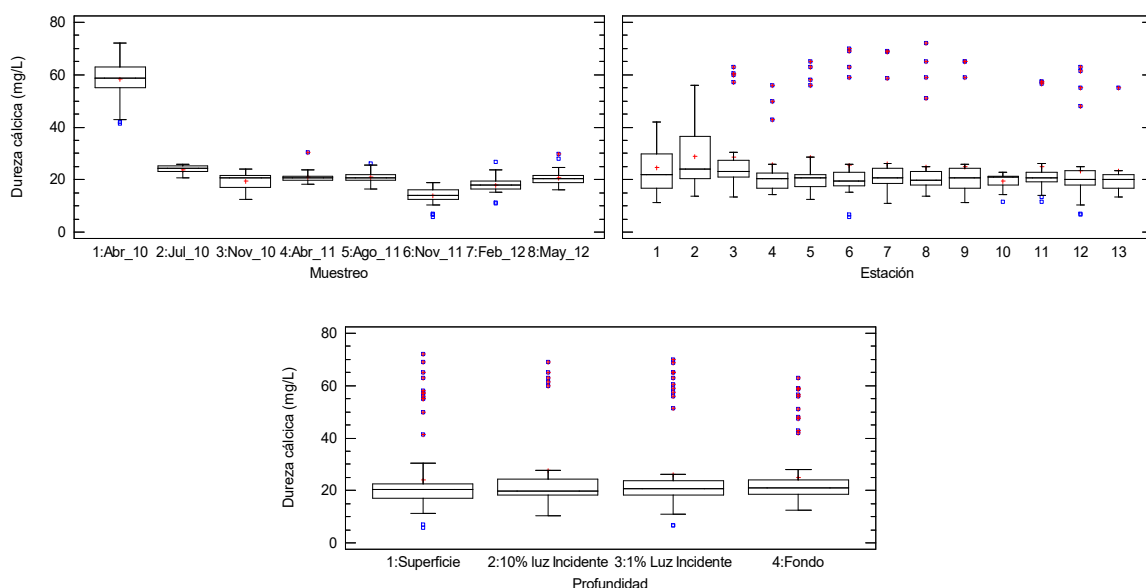 Dureza cálcica (mg/L)
80
60
40
20
0
1:Abr_10 2:Jul_10 3:Nov_10 4:Abr_11 5:Ago_11 6:Nov_11 7:Feb_12 8:May_12
Muestreo
1 2 3 4 5 6 7 8 9 10 11 12 13
Estación
Dureza cálcica (mg/L)
80
60
40
20
0
1:Superficie 2:10% luz Incidente 3:1% Luz Incidente 4:Fondo
Profundidad